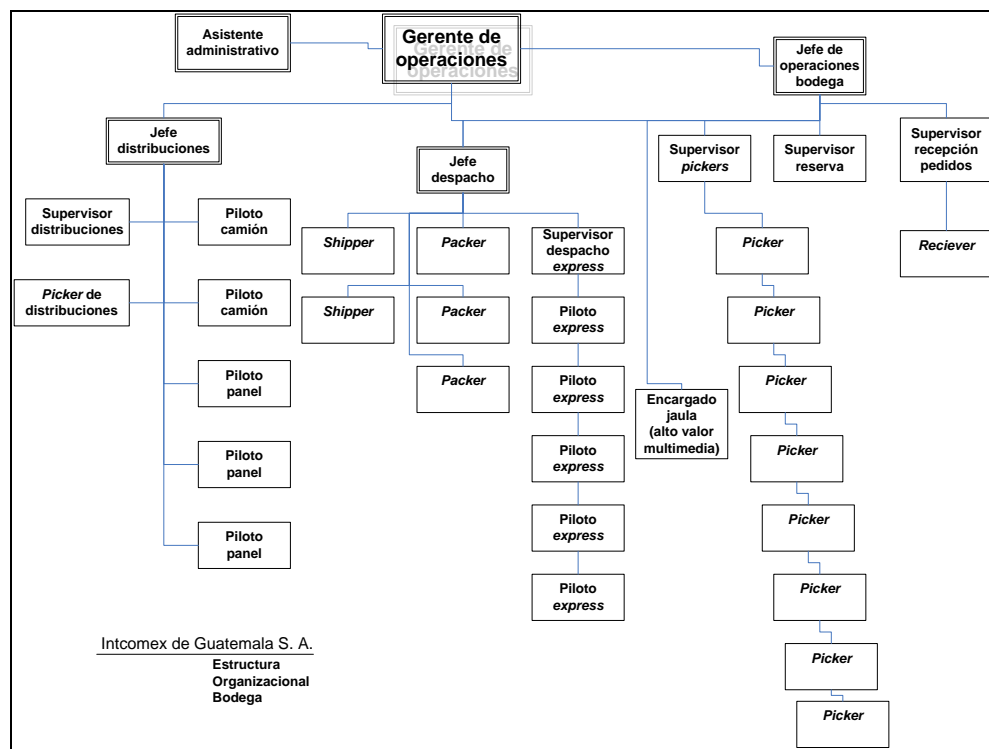 Asistente
administrativo
Gerente de
operaciones
Gerente de
operaciones
Jefe de
operaciones
bodega
Jefe
distribuciones
Jefe
despacho
Supervisor
pickers
Supervisor
reserva
Supervisor
recepción
pedidos
Supervisor
distribuciones
Piloto
camión
Shipper
Packer
Supervisor
despacho
express
Picker
Reciever
Picker de
distribuciones
Piloto
camión
Shipper
Packer
Piloto
express
Picker
Piloto
panel
Packer
Piloto
express
Encargado
jaula
(alto valor
multimedia)
Picker
Piloto
panel
Piloto
express
Picker
Piloto
panel
Piloto
express
Picker
Piloto
express
Picker
Picker
Picker
Intcomex de Guatemala S. A.
Estructura
Organizacional
Bodega